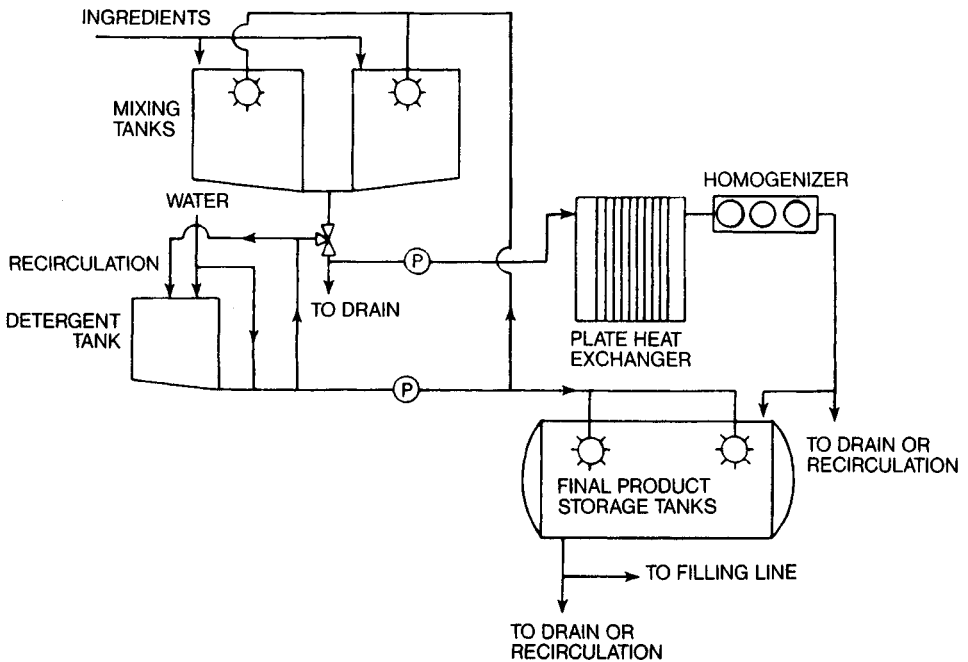 INGREDIENTS
MIXING
TANKS
WATER
HOMOGENIZER
RECIRCULATION
P
TO DRAIN
DETERGENT
TANK
PLATE HEAT
EXCHANGER
P
TO DRAIN OR
RECIRCULATION
FINAL PRODUCT
STORAGE TANKS
TO FILLING LINE
TO DRAIN OR
RECIRCULATION